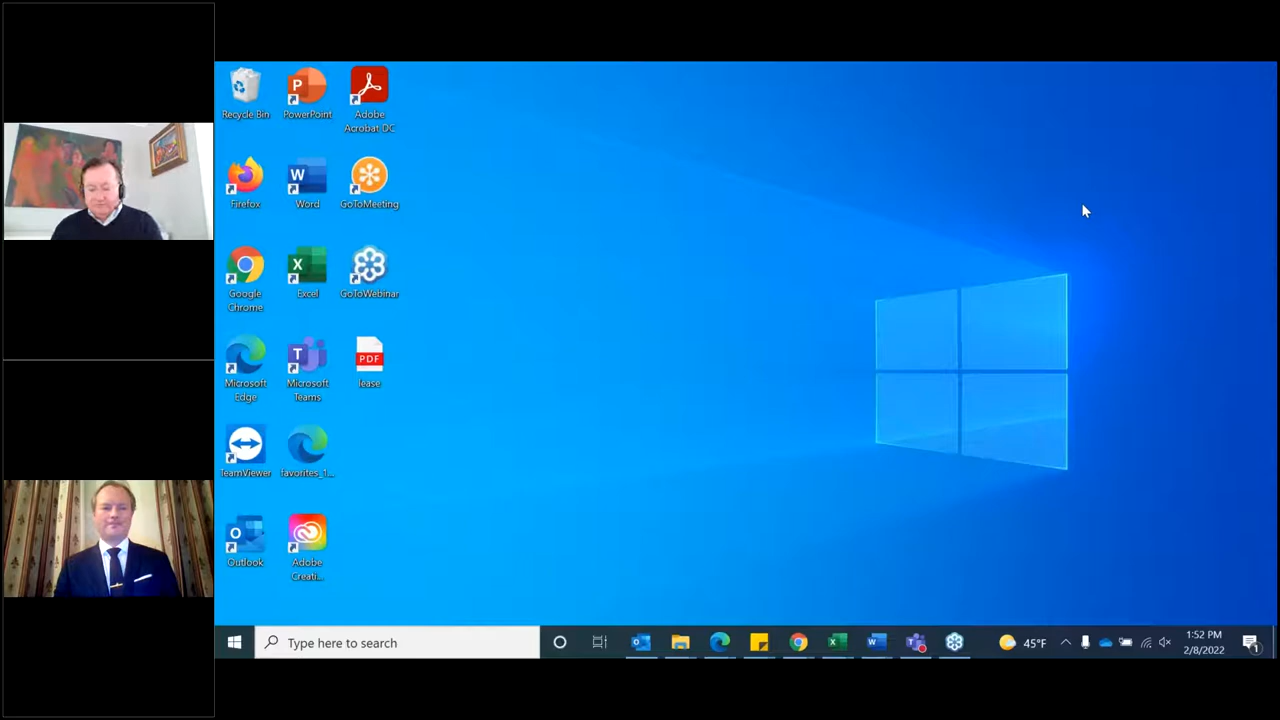 Recycle Bin
PowerPoint
Adobe
Acrobat DC
Firefox
Word
GoToMeeting
Google
Chrome
Excel
GoToWebinar
Microsoft
Edge
Microsoft
Teams
PDF
lease
TeamViewer
favorites_1...
Outlook
Adobe
Creati...
Type here to search
45°F
1:52 PM
2/8/2022
1